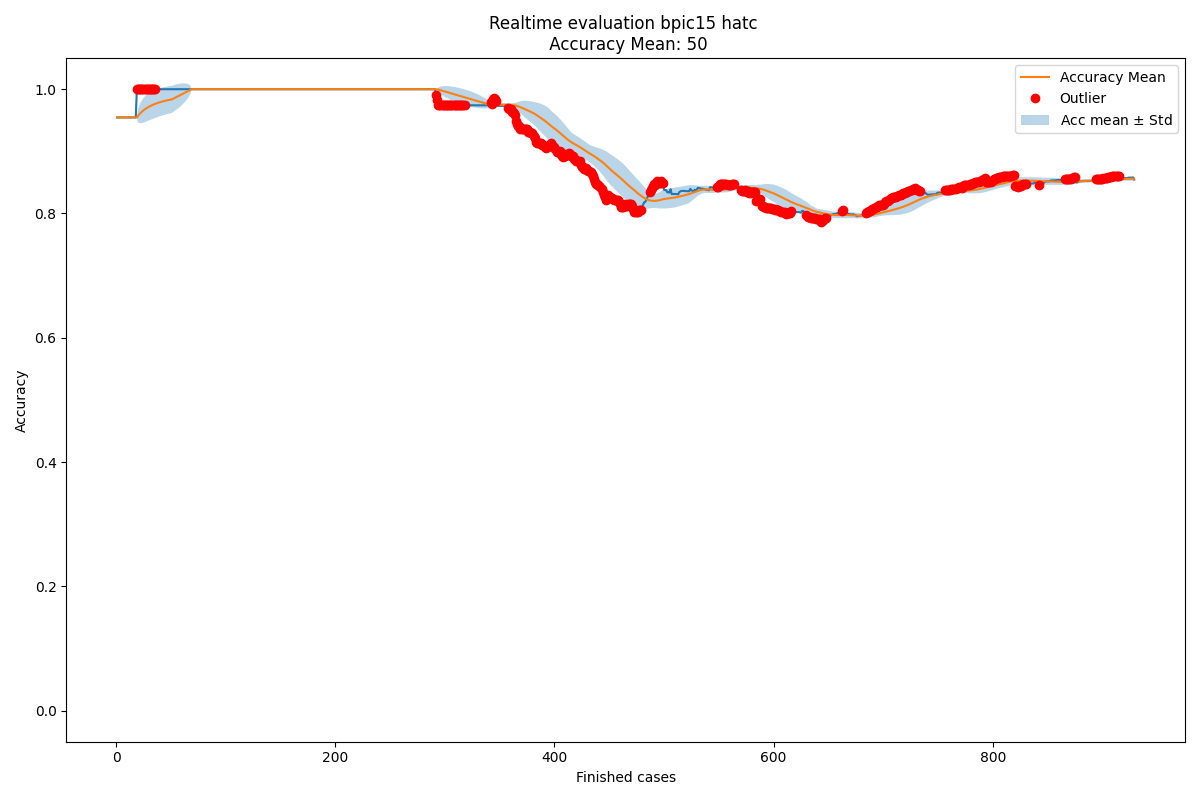 Realtime evaluation bpic15 hatc
Accuracy Mean: 50
Accuracy Mean
Outlier
Acc mean ± Std
1.0
0.8
0.6
0.4
0.2
0.0
Accuracy
0
200
400
600
800
Finished cases